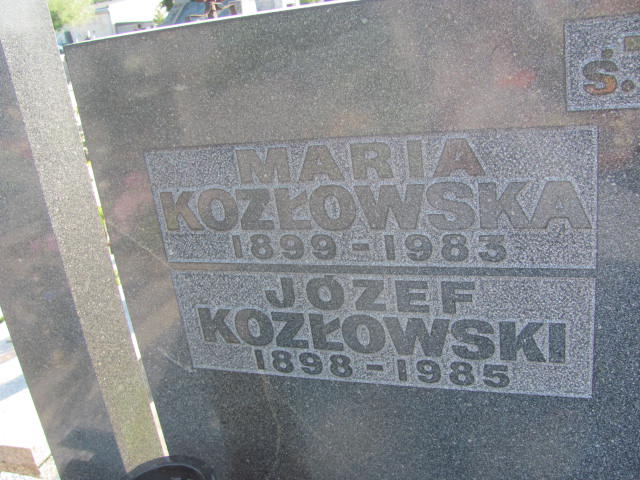 MARIA
KOZŁOWSKA
1899-1983
JÓZEF
KOZŁOWSKI
1898-1985
Ś.